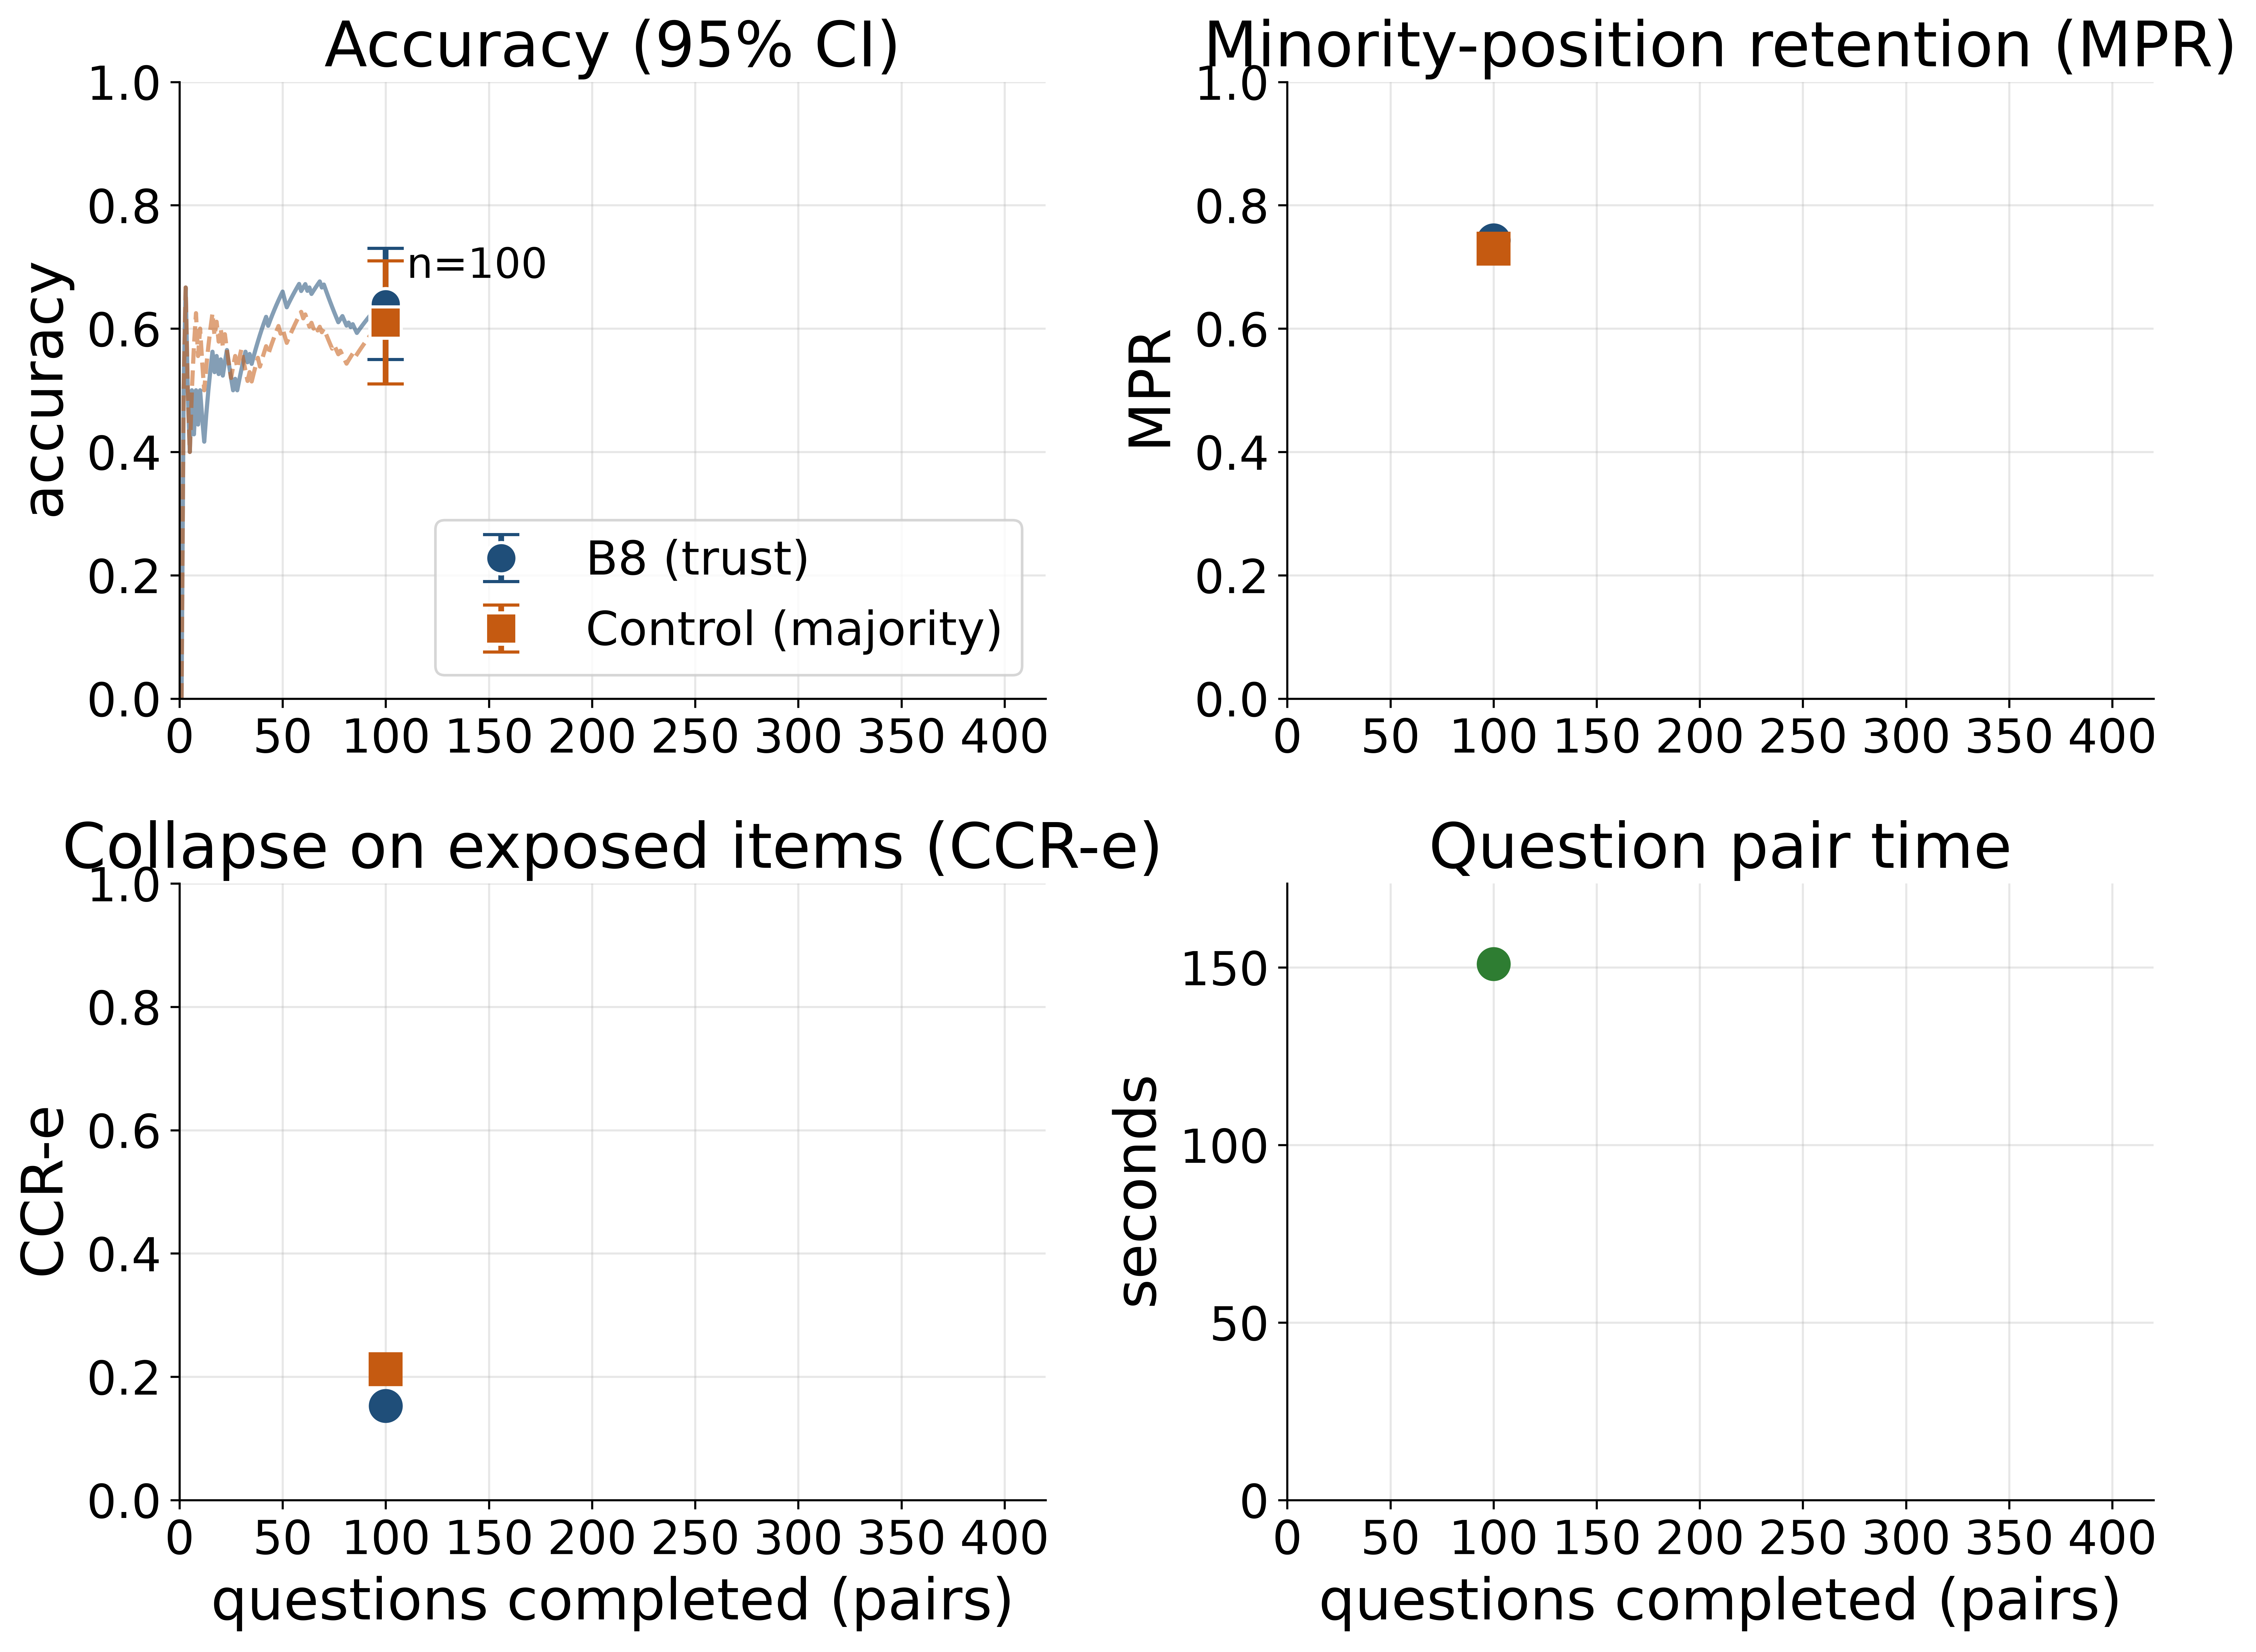 Accuracy (95% CI)
1.0
0.8
0.6
0.4
0.2
0.0
accuracy
n=100
B8 (trust)
Control (majority)
0 50 100 150 200 250 300 350 400
Minority-position retention (MPR)
1.0
0.8
0.6
0.4
0.2
0.0
MPR
0 50 100 150 200 250 300 350 400
Collapse on exposed items (CCR-e)
1.0
0.8
0.6
0.4
0.2
0.0
CCR-e
0 50 100 150 200 250 300 350 400
questions completed (pairs)
Question pair time
150
100
50
0
seconds
0 50 100 150 200 250 300 350 400
questions completed (pairs)